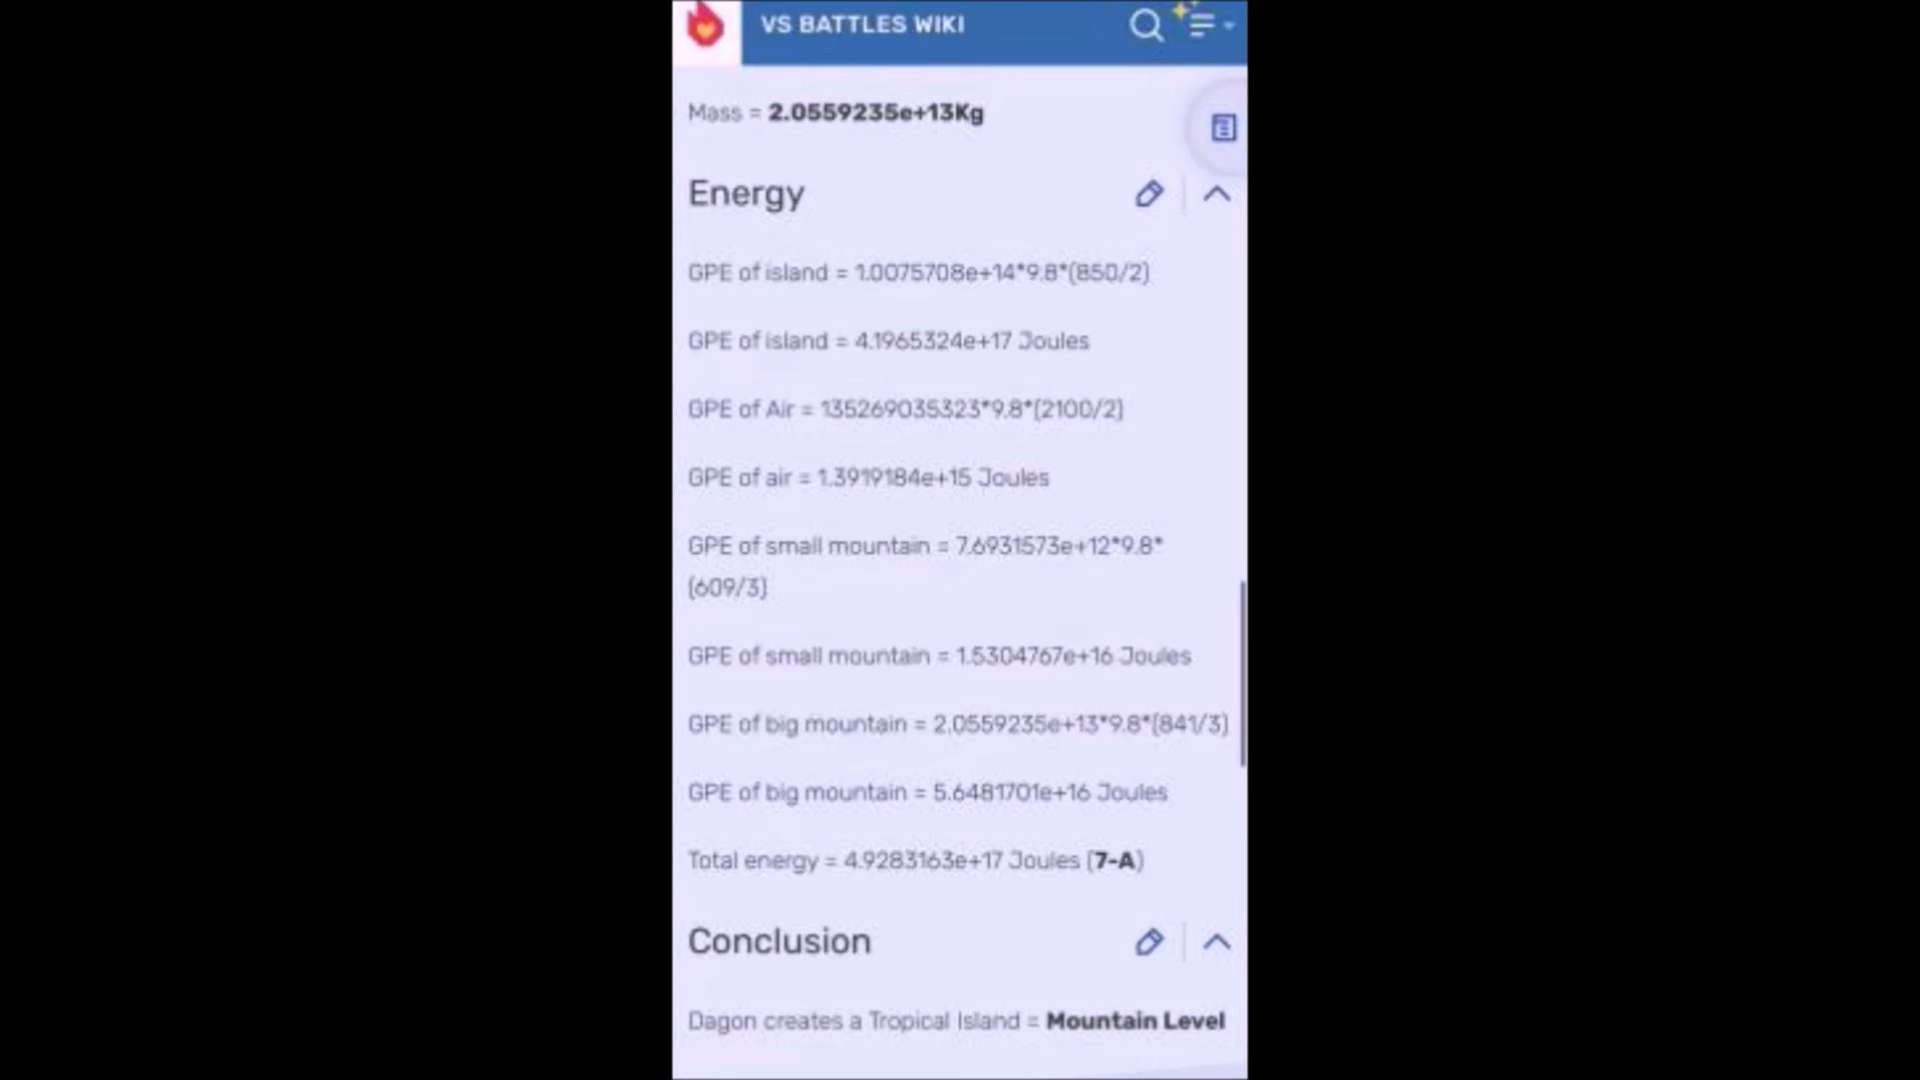 VS BATTLES WIKI
Mass = 2.0559235e+13Kg
Energy
GPE of island = 1.0075708e+14*9.8*(850/2)
GPE of island = 4.1965324e+17 Joules
GPE of Air = 135269035323*9.8*(2100/2)
GPE of air = 1.3919184e+15 Joules
GPE of small mountain = 7.6931573e+12*9.8*
(609/3)
GPE of small mountain = 1.5304767e+16 Joules
GPE of big mountain = 2.0559235e+13*9.8*(841/3)
GPE of big mountain = 5.6481701e+16 Joules
Total energy = 4.9283163e+17 Joules (7-A)
Conclusion
Dagon creates a Tropical Island = Mountain Level